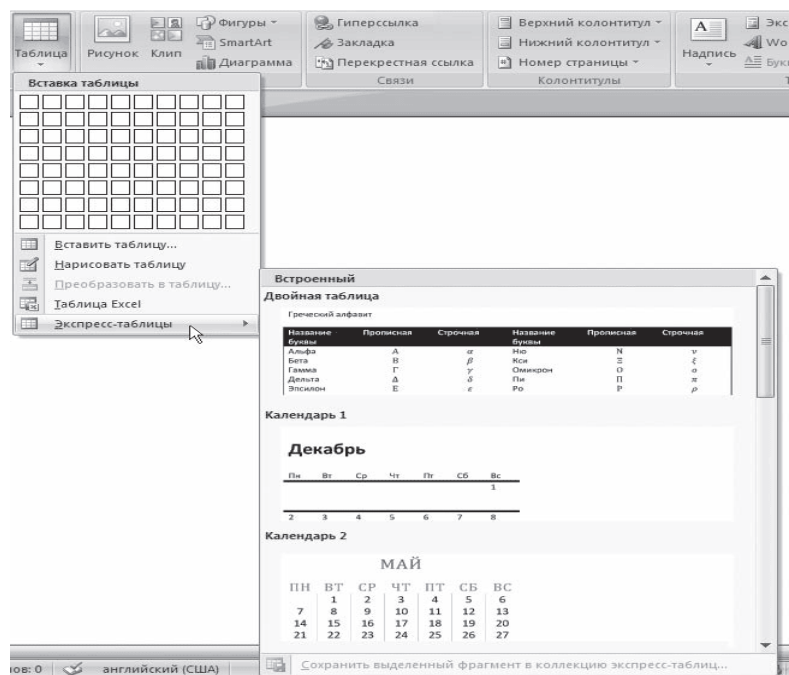 Таблица
Рисунок
Клип
Фигуры
SmartArt
Диаграмма
Гиперссылка
Закладка
Перекрестная ссылка
Связи
Верхний колонтитул
Нижний колонтитул
Номер страницы
Колонтитулы
А
Надпись
Вставка таблицы
Вставить таблицу...
Нарисовать таблицу
Преобразовать в таблицу...
Таблица Excel
Экспресс-таблицы
Встроенный
Двойная таблица
Греческий алфавит
Название буквы Прописная Строчная Название буквы Прописная Строчная
Альфа Α α Ню Ν ν
Бета Β β Кси Ξ ξ
Гамма Γ γ Омикрон Ο ο
Дельта Δ δ Пи Π π
Эпсилон Ε ε Ро Ρ ρ
Календарь 1
Декабрь
Пн Вт Ср Чт Пт Сб Вс
1
2 3 4 5 6 7 8
Календарь 2
МАЙ
ПН ВТ СР ЧТ ПТ СБ ВС
1 2 3 4 5 6
7 8 9 10 11 12 13
14 15 16 17 18 19 20
21 22 23 24 25 26 27
Сохранить выделенный фрагмент в коллекцию экспресс-таблиц...
ов: 0 английский (США)